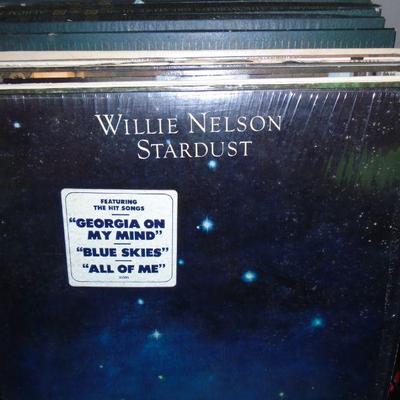 WILLIE NELSON
STARDUST
FEATURING
THE HIT SONGS
"GEORGIA ON
MY MIND"
"BLUE SKIES"
"ALL OF ME"